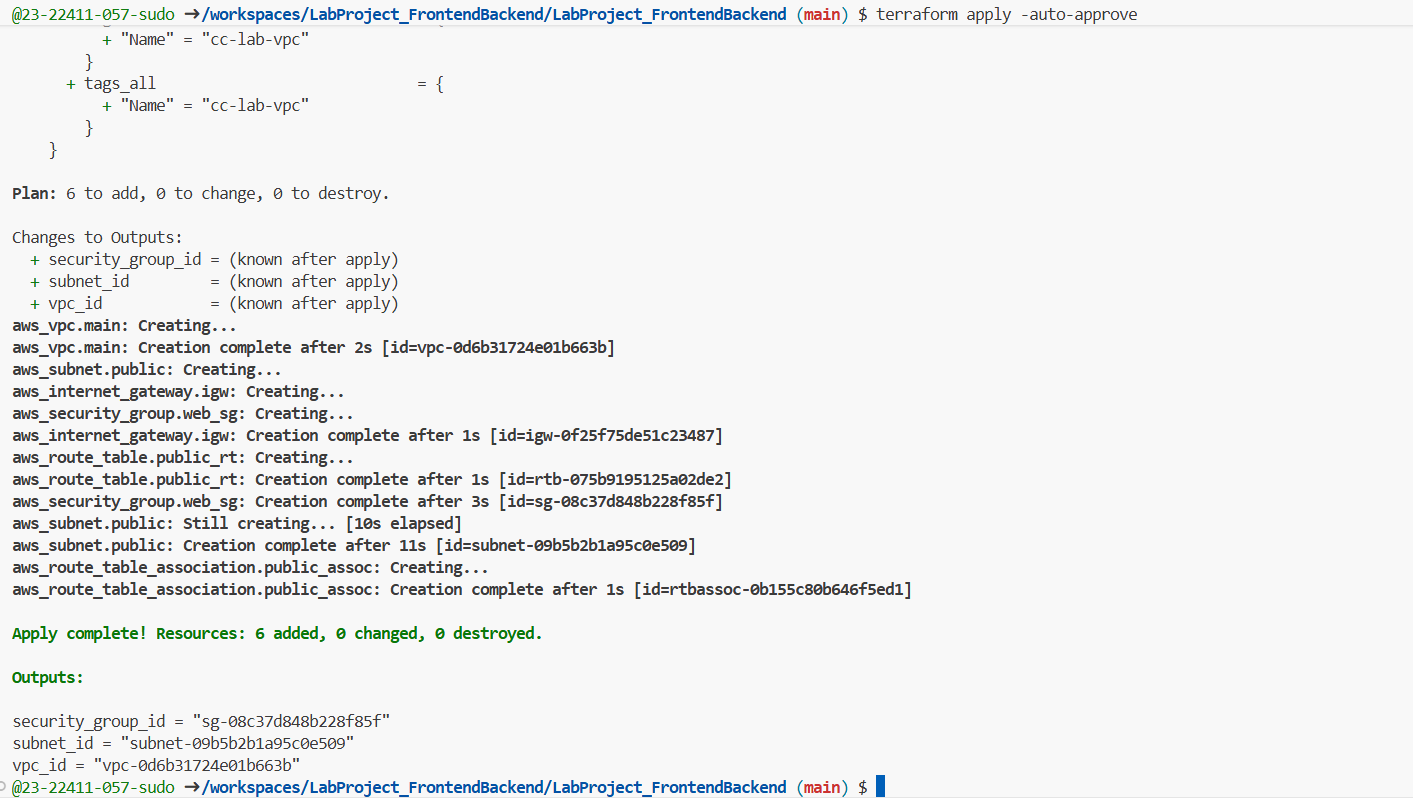 @23-22411-057-sudo ➜/workspaces/LabProject_FrontendBackend/LabProject_FrontendBackend (main) $ terraform apply -auto-approve
+ "Name" = "cc-lab-vpc"
}
+ tags_all = {
+ "Name" = "cc-lab-vpc"
}
}
Plan: 6 to add, 0 to change, 0 to destroy.
Changes to Outputs:
+ security_group_id = (known after apply)
+ subnet_id = (known after apply)
+ vpc_id = (known after apply)
aws_vpc.main: Creating...
aws_vpc.main: Creation complete after 2s [id=vpc-0d6b31724e01b663b]
aws_subnet.public: Creating...
aws_internet_gateway.igw: Creating...
aws_security_group.web_sg: Creating...
aws_internet_gateway.igw: Creation complete after 1s [id=igw-0f25f75de51c23487]
aws_route_table.public_rt: Creating...
aws_route_table.public_rt: Creation complete after 1s [id=rtb-075b9195125a02de2]
aws_security_group.web_sg: Creation complete after 3s [id=sg-08c37d848b228f85f]
aws_subnet.public: Still creating... [10s elapsed]
aws_subnet.public: Creation complete after 11s [id=subnet-09b5b2b1a95c0e509]
aws_route_table_association.public_assoc: Creating...
aws_route_table_association.public_assoc: Creation complete after 1s [id=rtbassoc-0b155c80b646f5ed1]
Apply complete! Resources: 6 added, 0 changed, 0 destroyed.
Outputs:
security_group_id = "sg-08c37d848b228f85f"
subnet_id = "subnet-09b5b2b1a95c0e509"
vpc_id = "vpc-0d6b31724e01b663b"
@23-22411-057-sudo ➜/workspaces/LabProject_FrontendBackend/LabProject_FrontendBackend (main) $